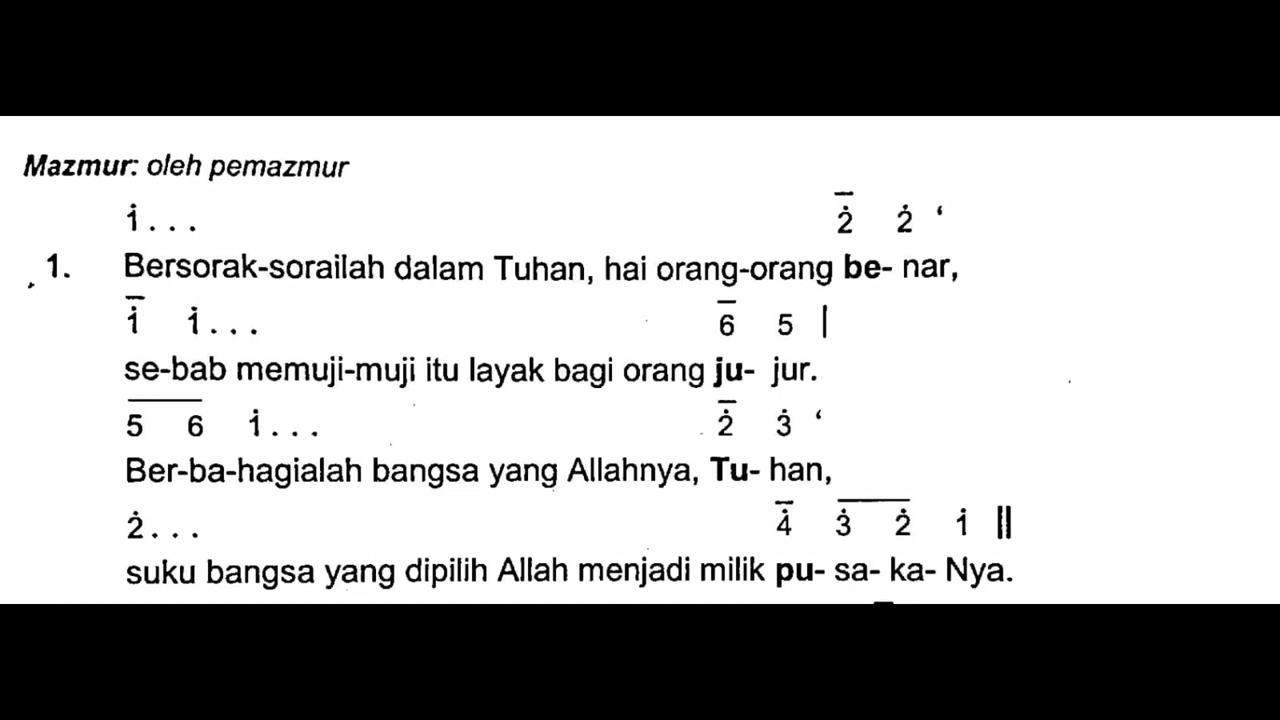 Mazmur: oleh pemazmur
i̇ . . . 2̅̇ 2̇ ‘
1. Bersorak-sorailah dalam Tuhan, hai orang-orang be- nar,
1̅̇ 1̇ . . . 6̅ 5 |
se-bab memuji-muji itu layak bagi orang ju- jur.
5̅ 6̅ 1̇ . . . 2̅̇ 3̇ ‘
Ber-ba-hagialah bangsa yang Allahnya, Tu- han,
2̇ . . . 4̅̇ 3̅̇ 2̅̇ 1̇ ||
suku bangsa yang dipilih Allah menjadi milik pu- sa- ka- Nya.